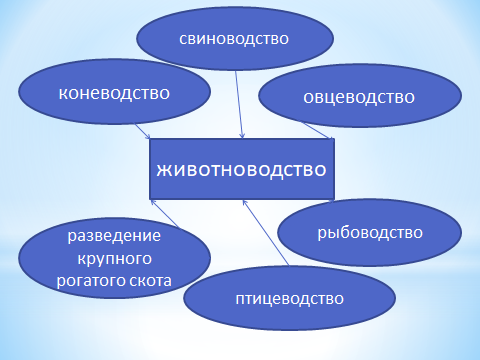 свиноводство
коневодство
овцеводство
животноводство
разведение
крупного
рогатого скота
рыбоводство
птицеводство